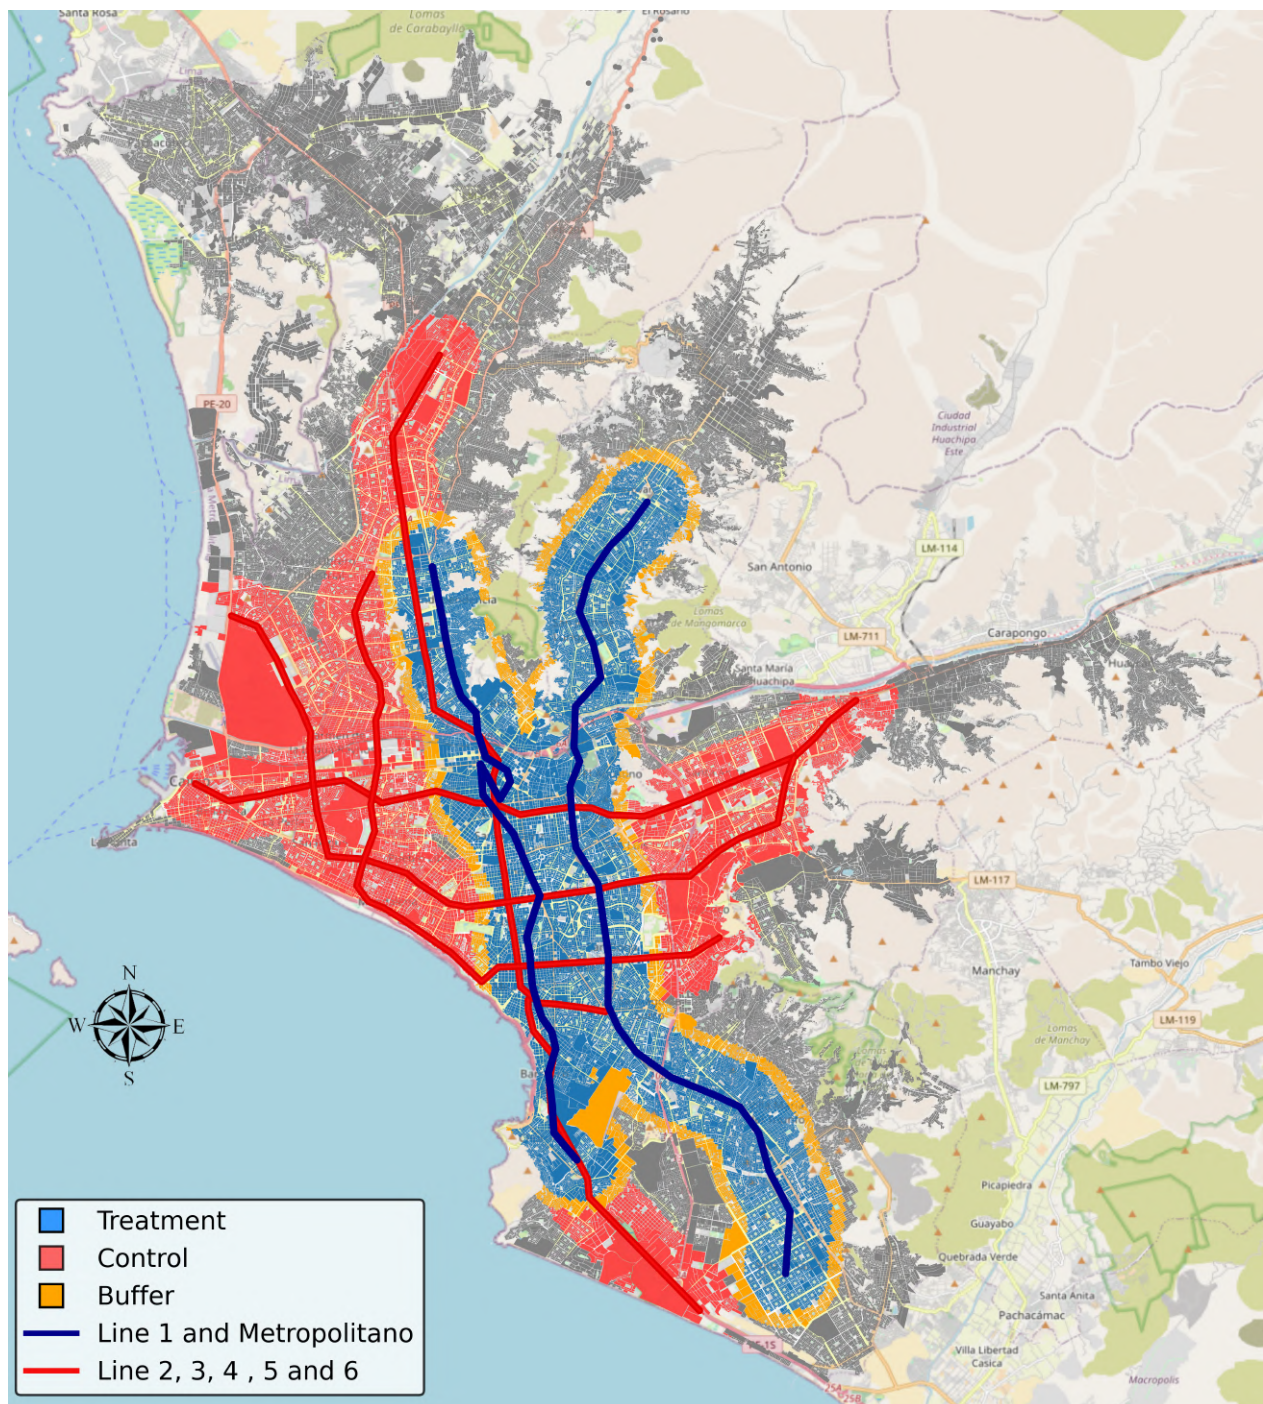 Santa Rosa
El Rosario
Lomas
de Carabayllo
PE-20
Ciudad
Industrial
Huachipa
Este
LM-114
San Antonio
Lomas
de Mangomarca
LM-711
Carapongo
Santa María
LM-117
Manchay
Tambo Viejo
LM-119
Lomas
de Manchay
LM-797
N
W
E
S
Picapiedra
Guayabo
Quebrada Verde
Santa Anita
Pachacámac
Villa Libertad
Casica
Macropolis
25A
25B
Treatment
Control
Buffer
Line 1 and Metropolitano
Line 2, 3, 4 , 5 and 6